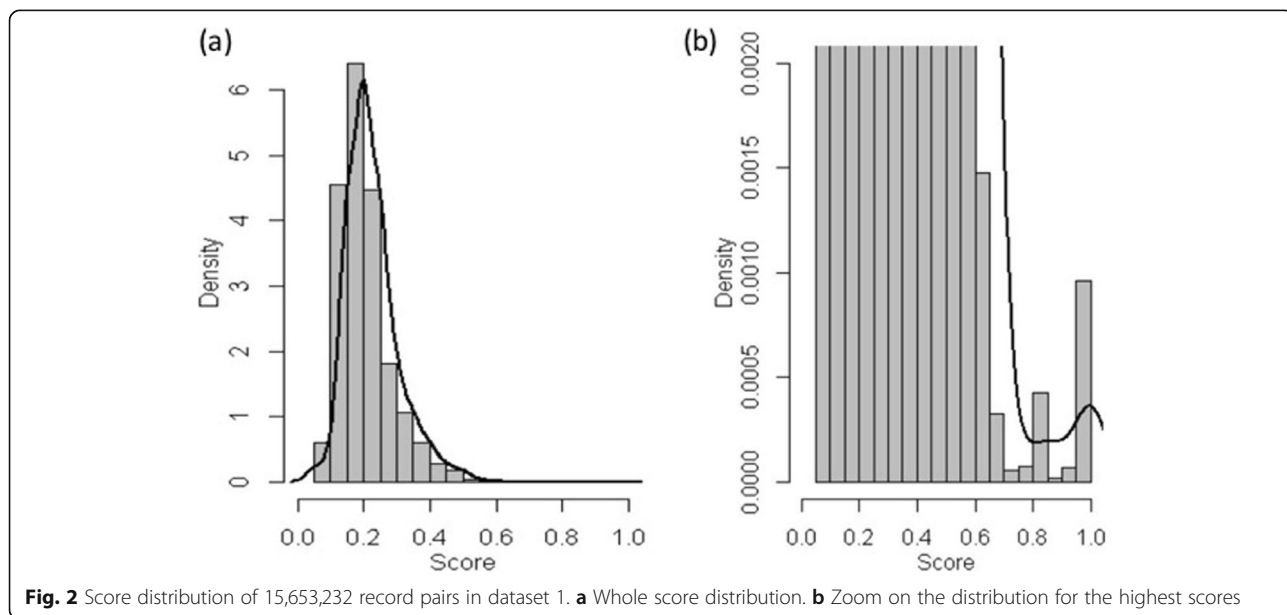 (a)
Density
6
5
4
3
2
1
0
0.0 0.2 0.4 0.6 0.8 1.0
Score
(b)
Density
0.0020
0.0015
0.0010
0.0005
0.0000
0.0 0.2 0.4 0.6 0.8 1.0
Score
Fig. 2 Score distribution of 15,653,232 record pairs in dataset 1. a Whole score distribution. b Zoom on the distribution for the highest scores